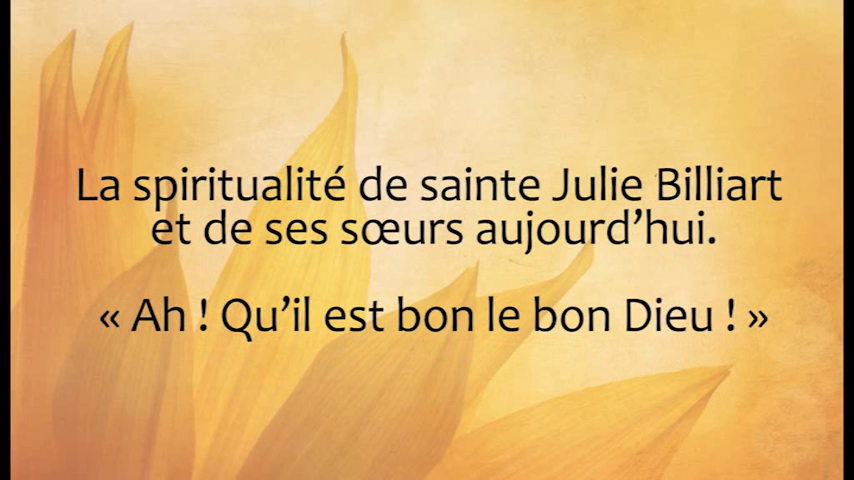 La spiritualité de sainte Julie Billiart
et de ses sœurs aujourd’hui.
« Ah ! Qu’il est bon le bon Dieu ! »